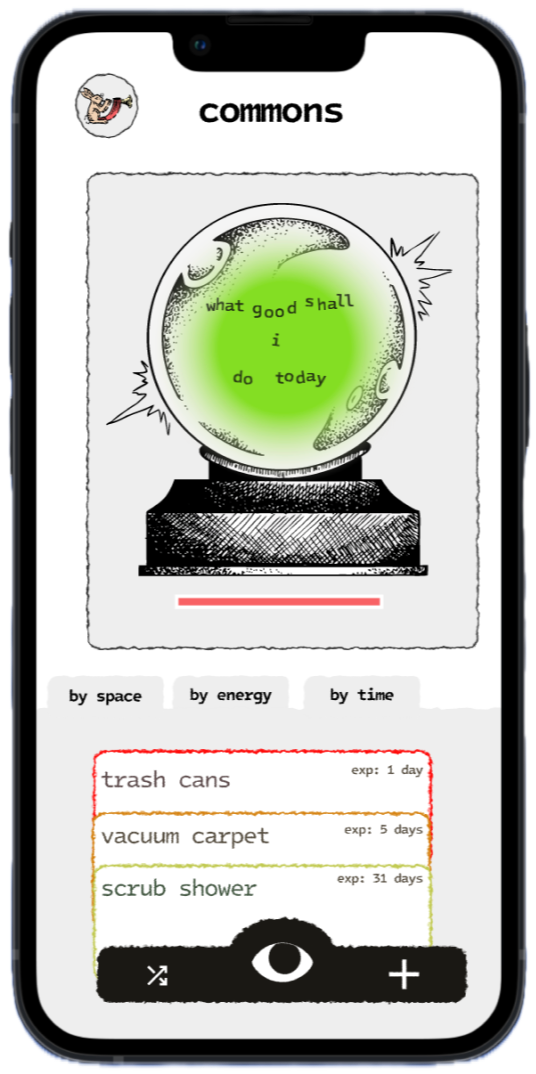 commons
what good shall
i
do today
by space by energy by time
trash cans exp: 1 day
vacuum carpet exp: 5 days
scrub shower exp: 31 days